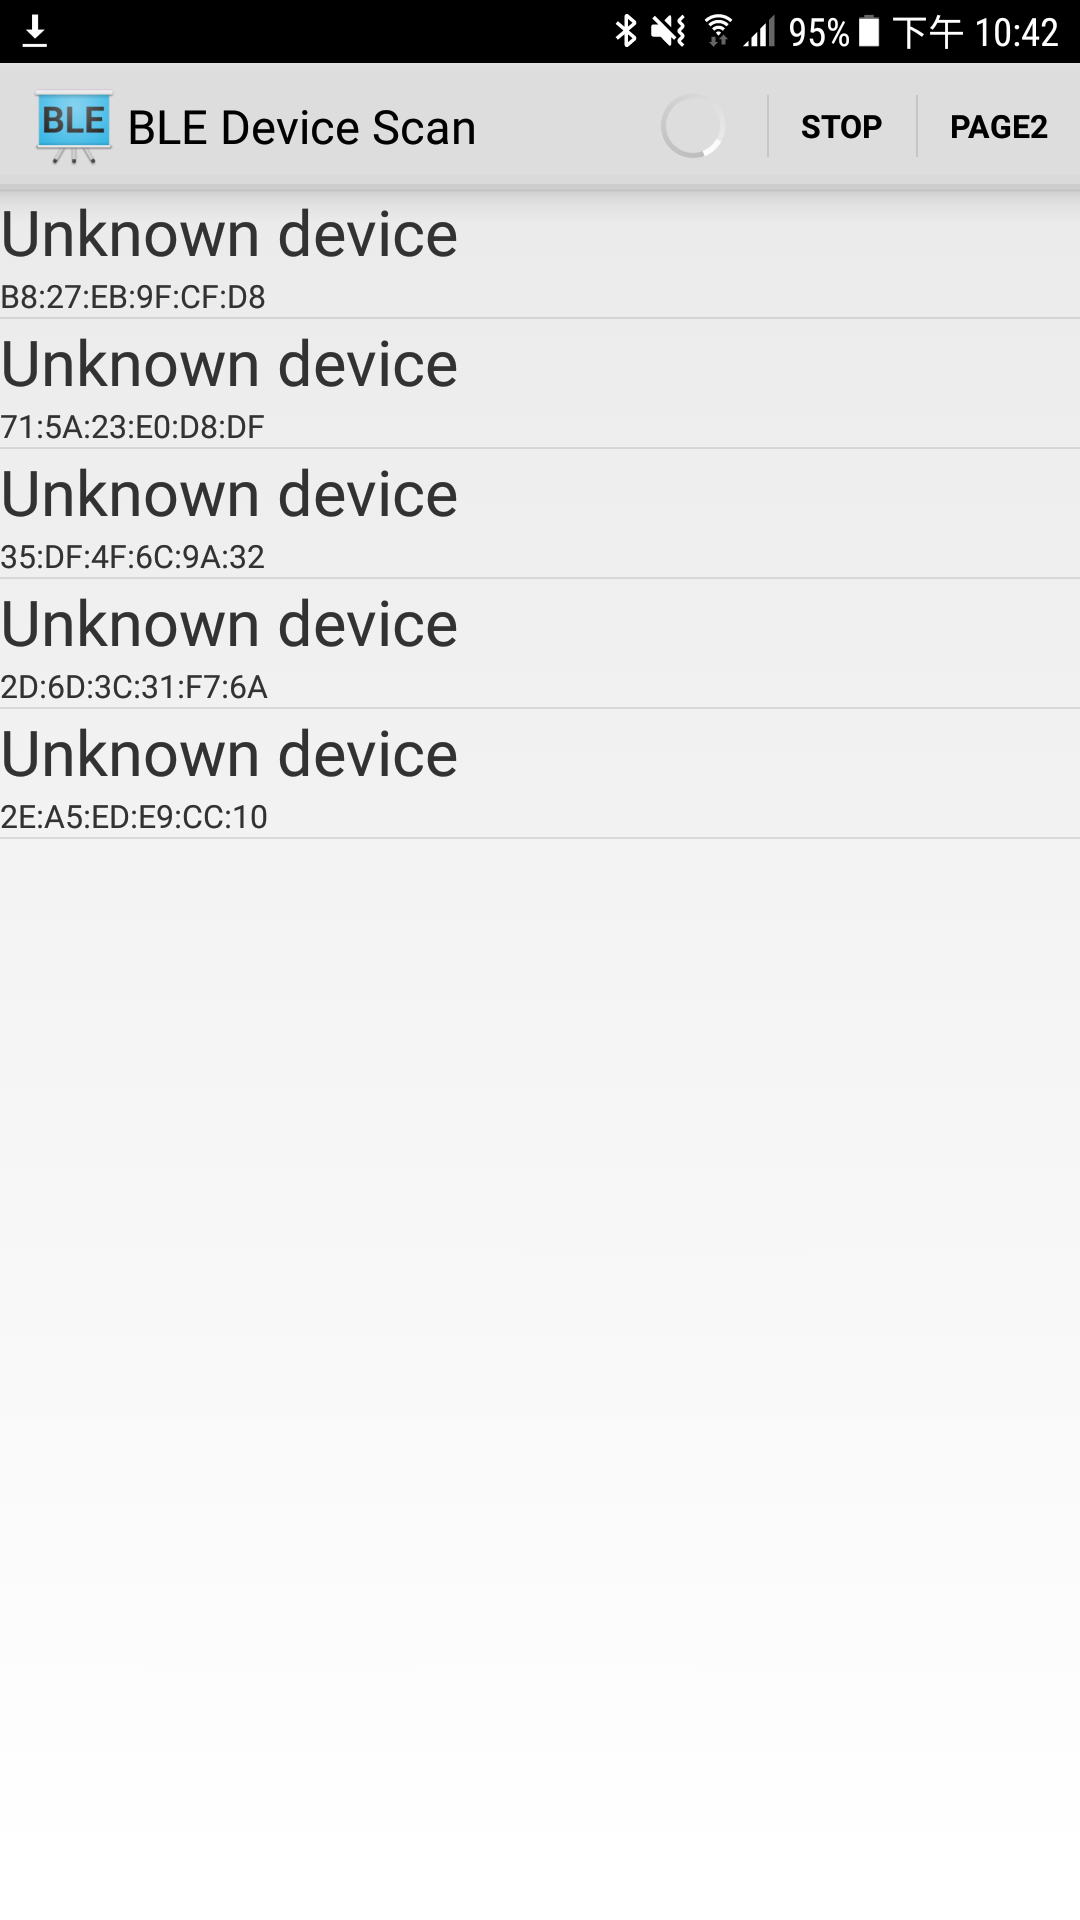 95% 下午 10:42
BLE BLE Device Scan STOP PAGE2
Unknown device
B8:27:EB:9F:CF:D8
Unknown device
71:5A:23:E0:D8:DF
Unknown device
35:DF:4F:6C:9A:32
Unknown device
2D:6D:3C:31:F7:6A
Unknown device
2E:A5:ED:E9:CC:10